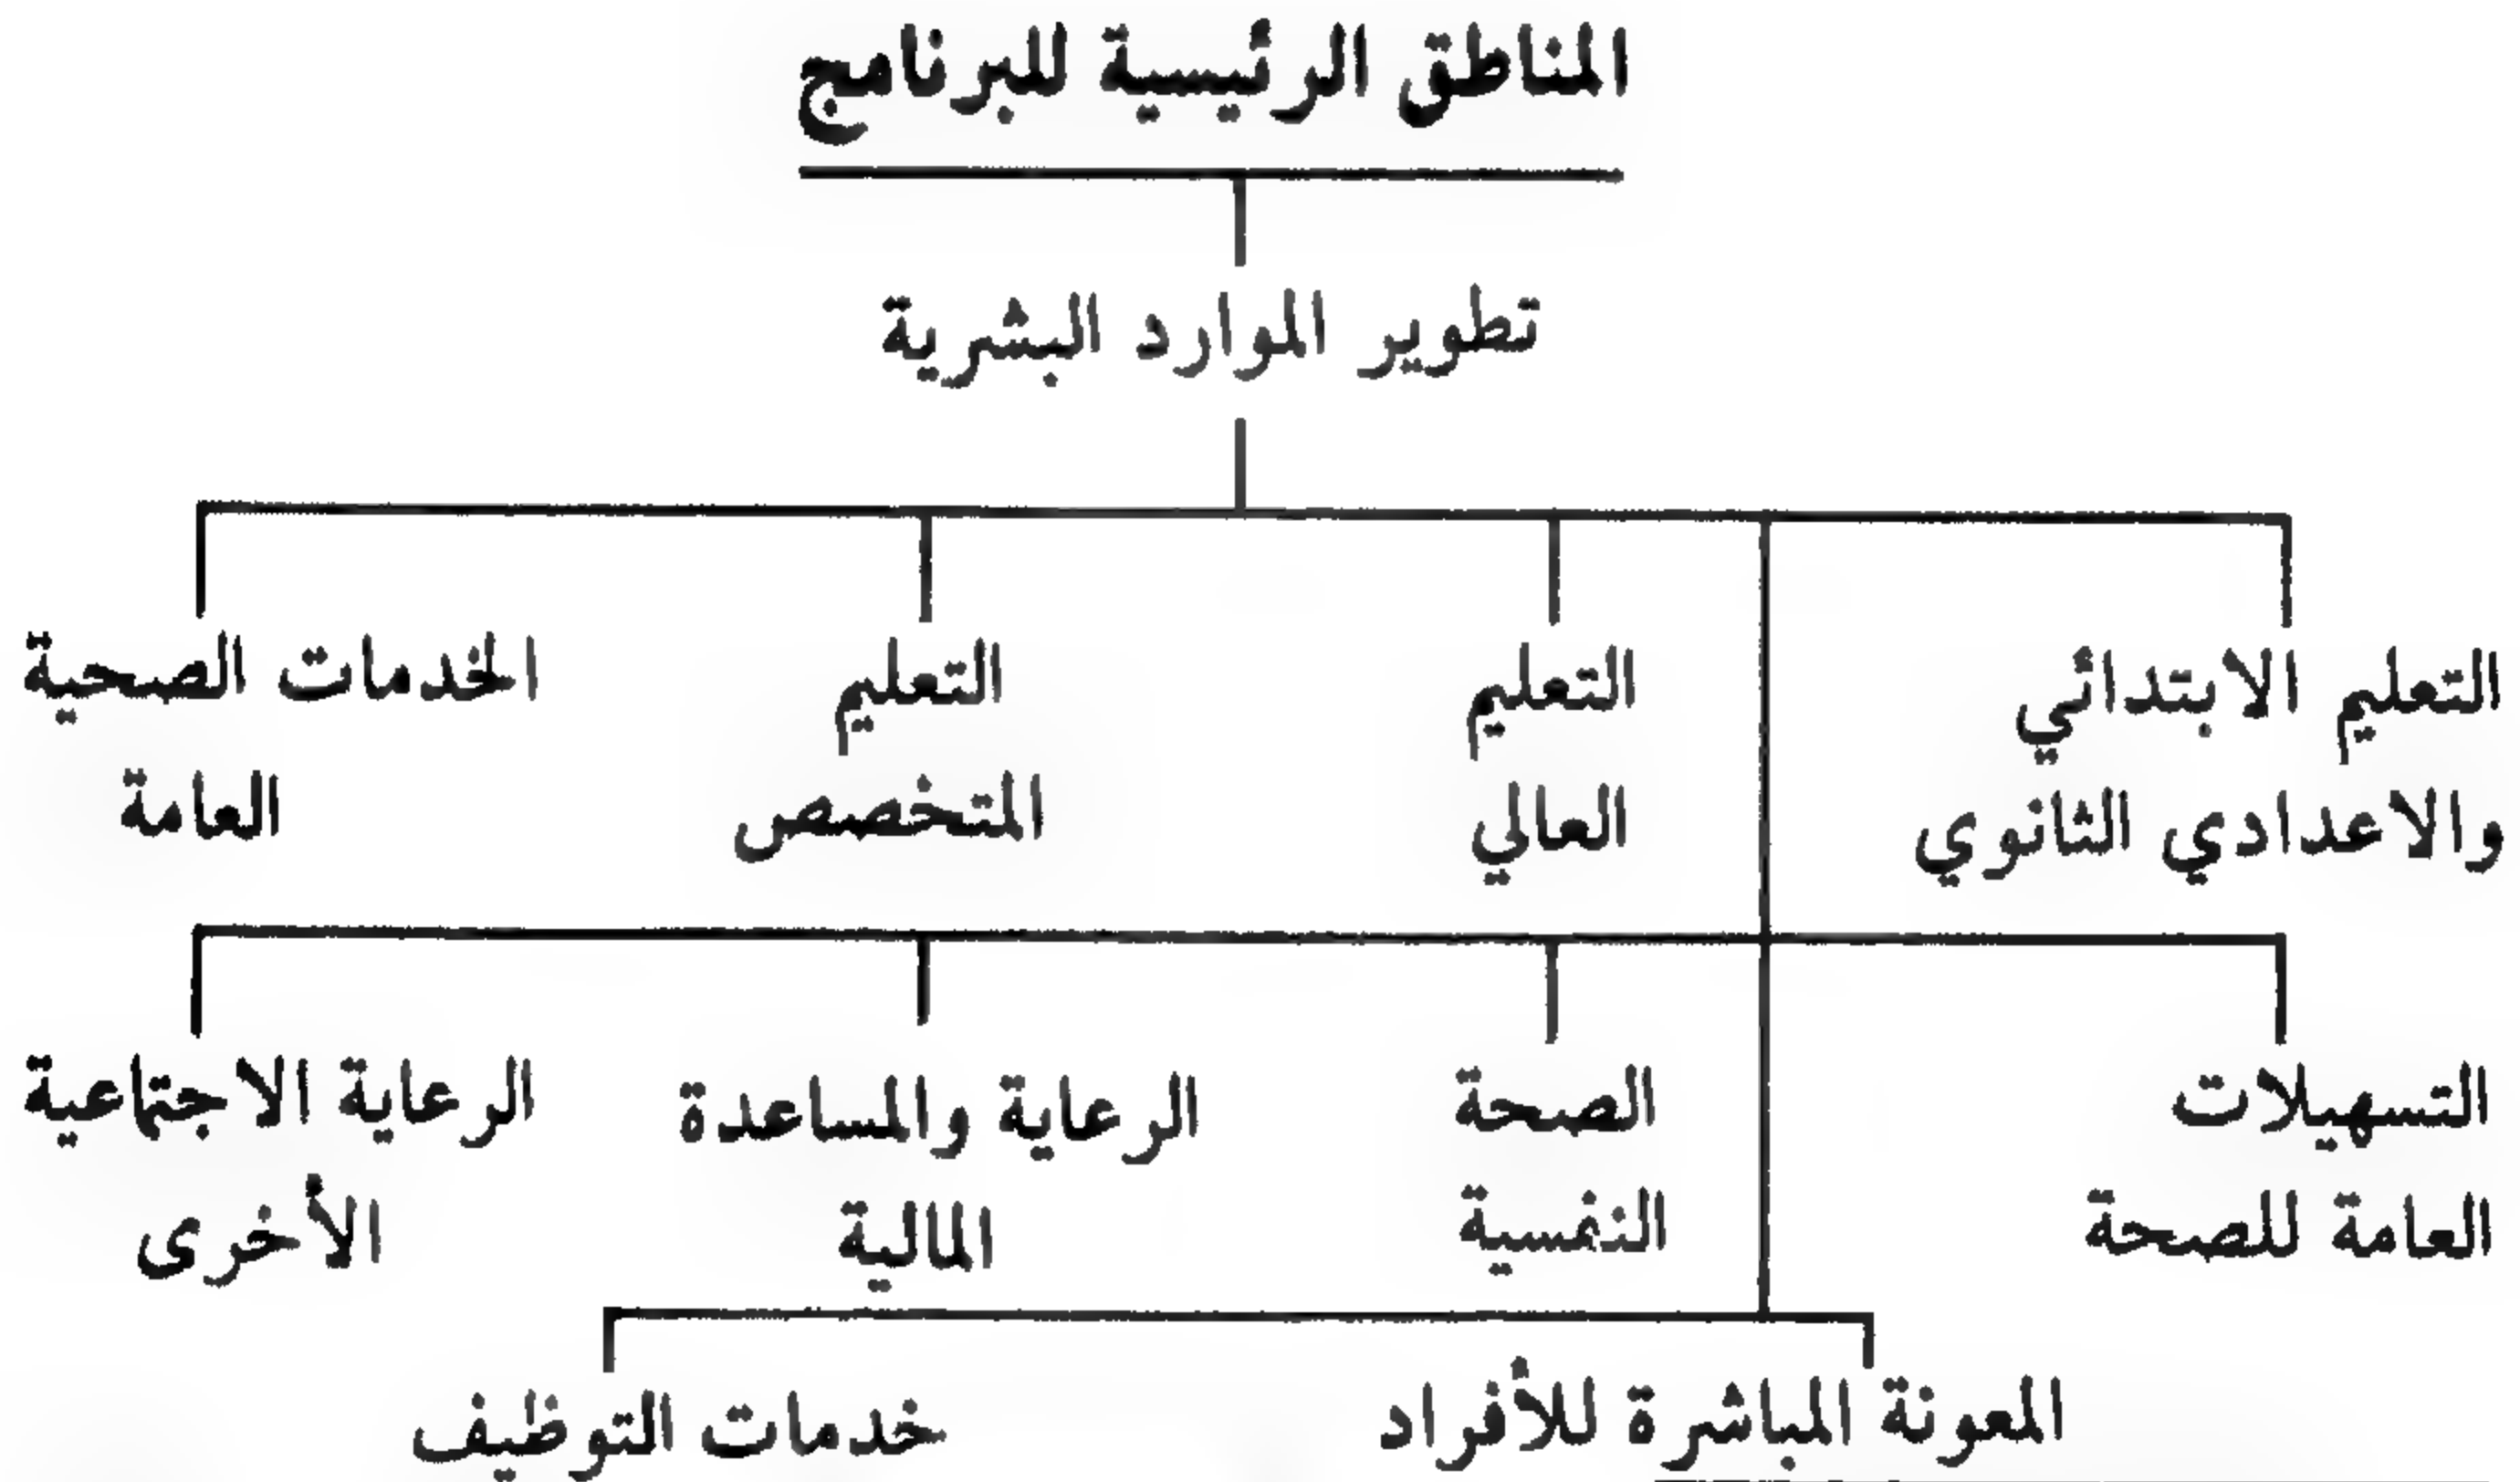 المناطق الرئيسية للبرنامج
تطوير الموارد البشرية
التعليم الابتدائي
والاعدادي الثانوي
التعليم
العالي
التعليم
المتخصص
الخدمات الصحية
العامة
التسهيلات
العامة للصحة
الصحة
النفسية
الرعاية والمساعدة
المالية
الرعاية الاجتماعية
الأخرى
المعونة المباشرة للأفراد
خدمات التوظيف